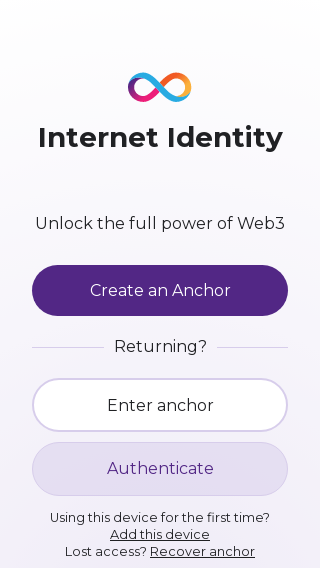 Internet Identity
Unlock the full power of Web3
Create an Anchor
Returning?
Enter anchor
Authenticate
Using this device for the first time?
Add this device
Lost access? Recover anchor